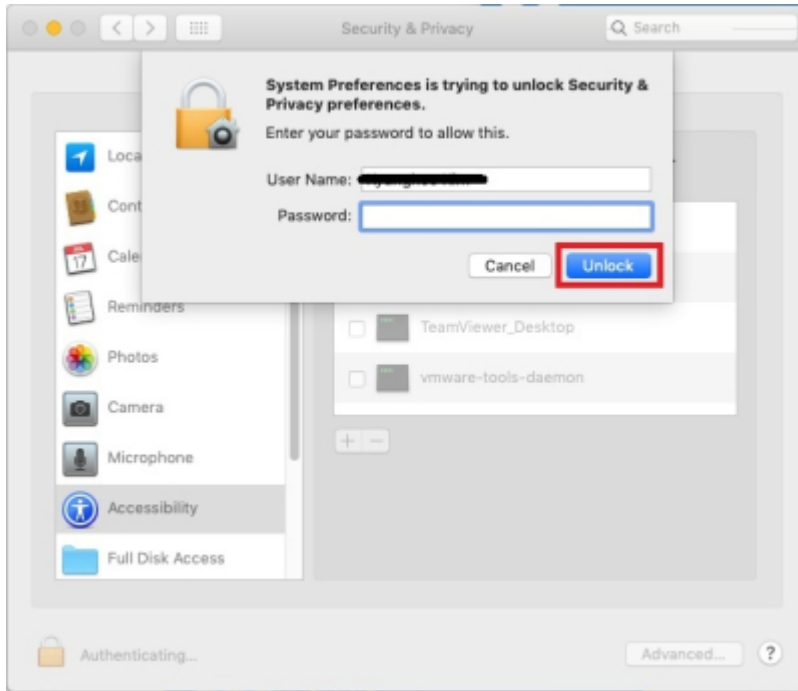 Security & Privacy
Search
System Preferences is trying to unlock Security &
Privacy preferences.
Enter your password to allow this.
User Name:
Password:
Cancel
Unlock
Loca
Cont
JUL
17
Cale
Reminders
Photos
Camera
Microphone
Accessibility
Full Disk Access
TeamViewer_Desktop
vmware-tools-daemon
+ −
Authenticating...
Advanced...
?